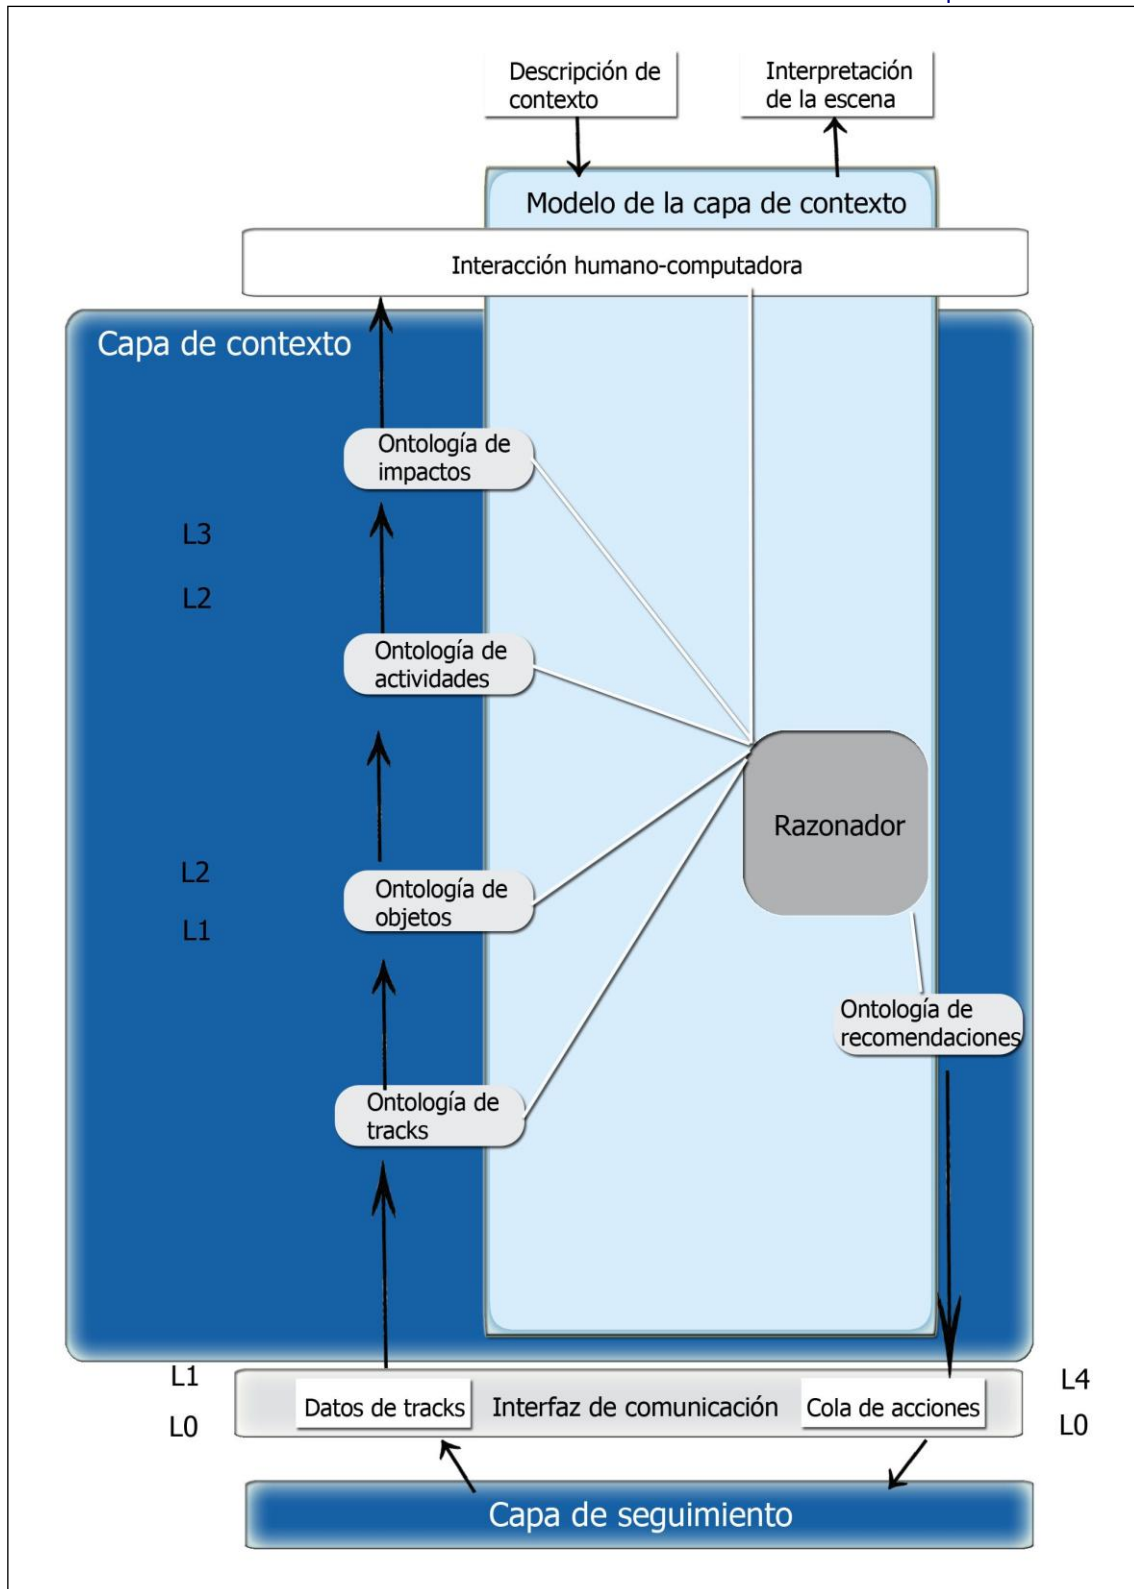 Descripción de
contexto
Interpretación
de la escena
Modelo de la capa de contexto
Interacción humano-computadora
Capa de contexto
Ontología de
impactos
L3
L2
Ontología de
actividades
Razonador
L2
Ontología de
objetos
L1
Ontología de
recomendaciones
Ontología de
tracks
L1
L4
Datos de tracks
Interfaz de comunicación
Cola de acciones
L0
L0
Capa de seguimiento